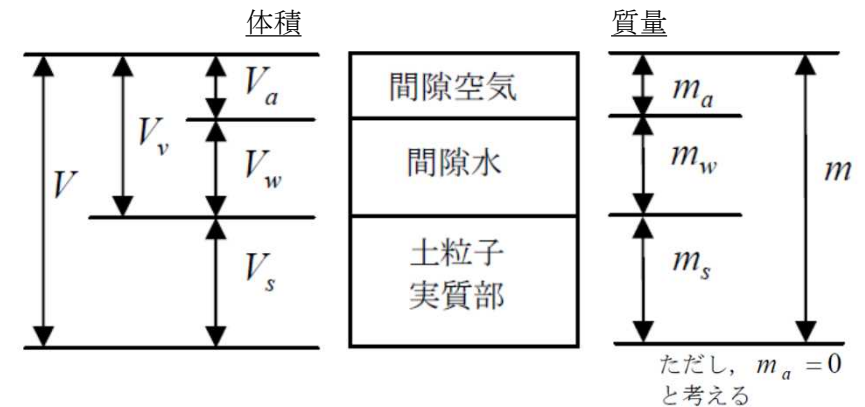 体積
質量
V
V_v
V_a
V_w
V_s
間隙空気
間隙水
土粒子
実質部
m_a
m_w
m_s
m
ただし, m_a = 0
と考える